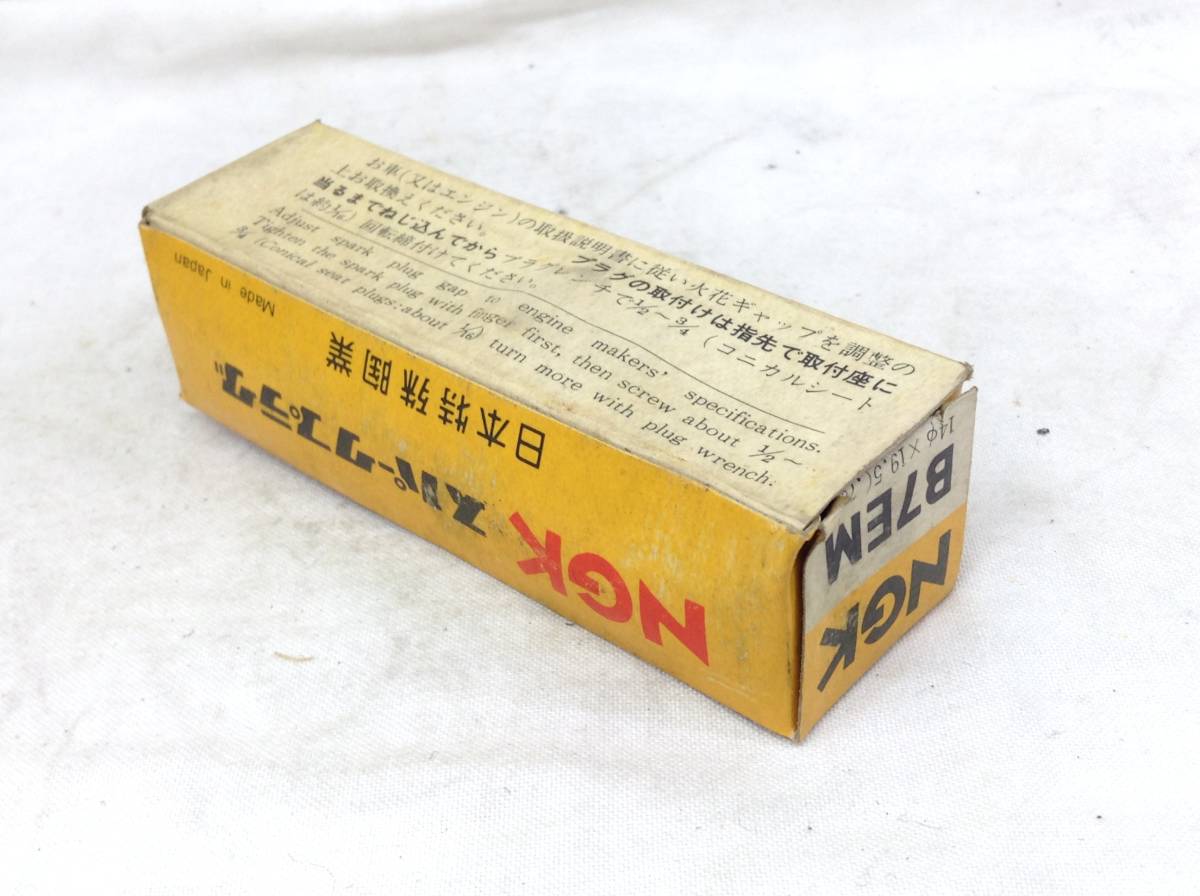 お車(又はエンジン)の取扱説明書に従い火花ギャップを調整の
上お取換えください。 プラグの取付けは指先で取付座に
当るまでねじ込んでからプラグレンチで½～¾ (コニカルシート
は約1/16) 回転締付けてください。
Adjust spark plug gap to engine makers' specifications.
Tighten the spark plug with finger first, then screw about ½～
¾ (Conical seat plugs:about 1/16) turn more with plug wrench.
NGK スパークプラグ
日本特殊陶業
Made in Japan
NGK
B7EM
14φ×19.5